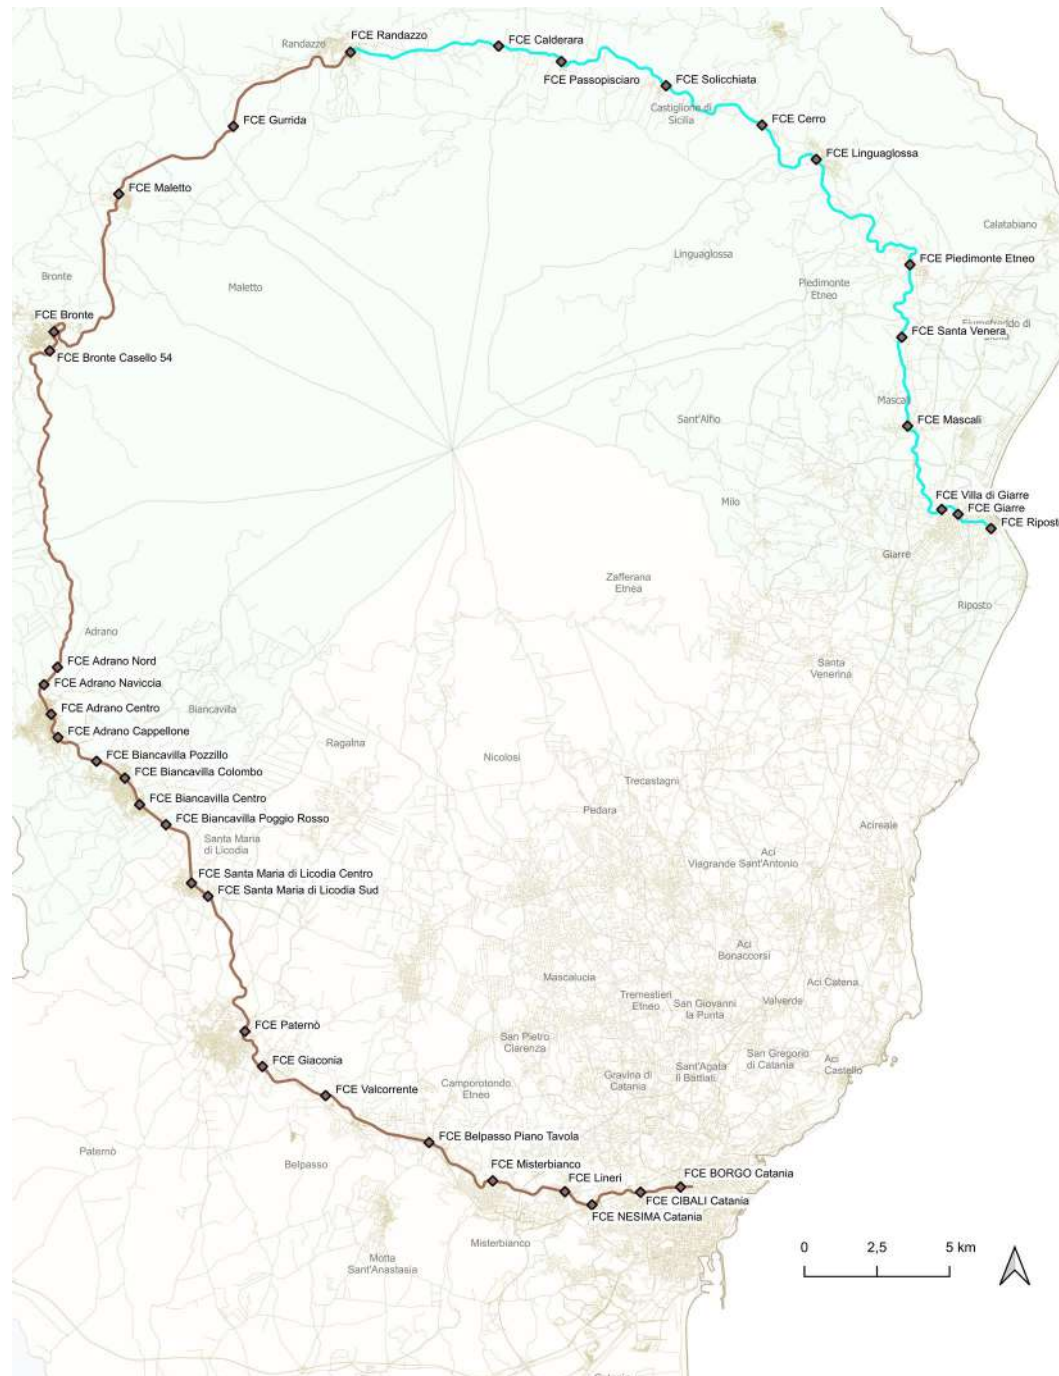 FCE Randazzo
Randazzo
FCE Calderara
FCE Passopisciaro
FCE Solicchiata
Castiglione di
Sicilia
FCE Gurrida
FCE Cerro
FCE Linguaglossa
FCE Maletto
Calatabiano
Linguaglossa
FCE Piedimonte Etneo
Bronte
Maletto
Piedimonte
Etneo
FCE Bronte
FCE Santa Venera
FCE Bronte Casello 54
Mascali
FCE Mascali
Sant'Alfio
Milo
FCE Villa di Giarre
FCE Giarre
FCE Riposto
Giarre
Zafferana
Etnea
Riposto
Adrano
FCE Adrano Nord
Santa
Venerina
FCE Adrano Naviccia
FCE Adrano Centro
Biancavilla
FCE Adrano Cappellone
Ragalna
FCE Biancavilla Pozzillo
Nicolosi
FCE Biancavilla Colombo
Trecastagni
FCE Biancavilla Centro
Pedara
FCE Biancavilla Poggio Rosso
Acireale
Santa Maria
di Licodia
Aci
Viagrande Sant'Antonio
FCE Santa Maria di Licodia Centro
FCE Santa Maria di Licodia Sud
Aci
Bonaccorsi
Mascalucia
Aci Catena
Tremestieri
Etneo
San Giovanni
la Punta
Valverde
FCE Paternò
San Pietro
Clarenza
San Gregorio
di Catania
Aci
Castello
FCE Giaconia
Sant'Agata
li Battiati
Gravina di
Catania
Camporotondo
Etneo
FCE Valcorrente
FCE Belpasso Piano Tavola
Paternò
Belpasso
FCE Misterbianco
FCE Lineri
FCE BORGO Catania
FCE CIBALI Catania
FCE NESIMA Catania
Misterbianco
Motta
Sant'Anastasia
0 2,5 5 km